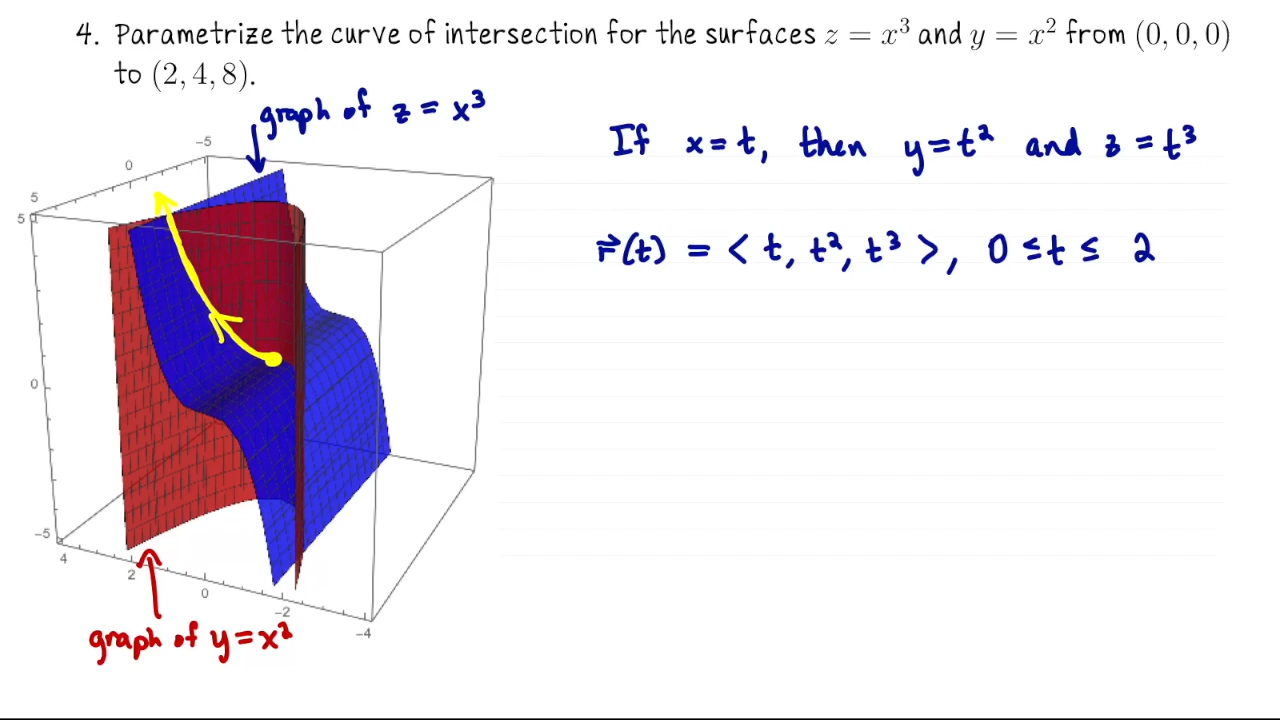 4. Parametrize the curve of intersection for the surfaces z = x³ and y = x² from (0, 0, 0)
to (2, 4, 8).
graph of z = x³
If x = t, then y = t² and z = t³
r⃗(t) = < t, t², t³ >, 0 ≤ t ≤ 2
-5
0
5
5
0
-5
4
2
0
-2
-4
graph of y = x²